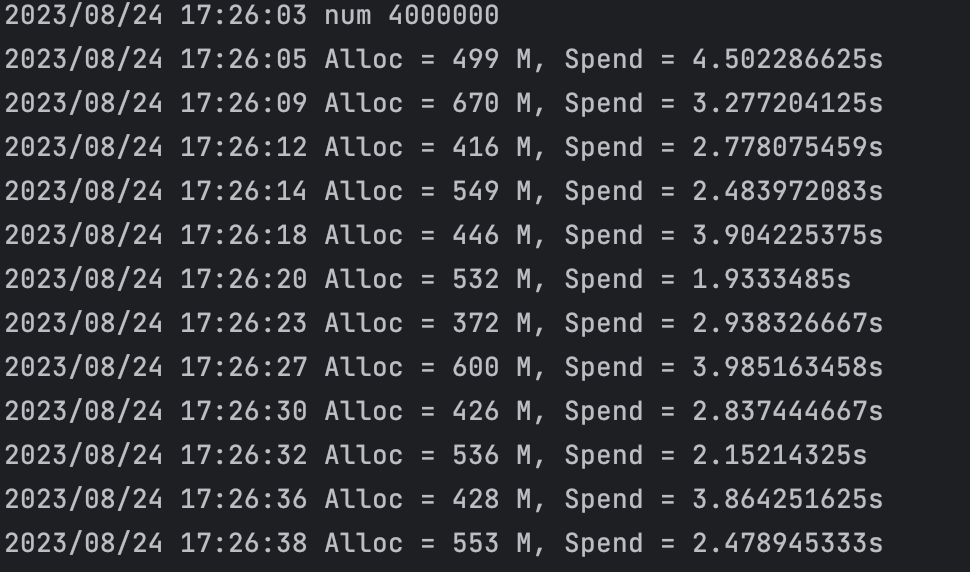 2023/08/24 17:26:03 num 4000000
2023/08/24 17:26:05 Alloc = 499 M, Spend = 4.502286625s
2023/08/24 17:26:09 Alloc = 670 M, Spend = 3.277204125s
2023/08/24 17:26:12 Alloc = 416 M, Spend = 2.778075459s
2023/08/24 17:26:14 Alloc = 549 M, Spend = 2.483972083s
2023/08/24 17:26:18 Alloc = 446 M, Spend = 3.904225375s
2023/08/24 17:26:20 Alloc = 532 M, Spend = 1.9333485s
2023/08/24 17:26:23 Alloc = 372 M, Spend = 2.938326667s
2023/08/24 17:26:27 Alloc = 600 M, Spend = 3.985163458s
2023/08/24 17:26:30 Alloc = 426 M, Spend = 2.837444667s
2023/08/24 17:26:32 Alloc = 536 M, Spend = 2.15214325s
2023/08/24 17:26:36 Alloc = 428 M, Spend = 3.864251625s
2023/08/24 17:26:38 Alloc = 553 M, Spend = 2.478945333s